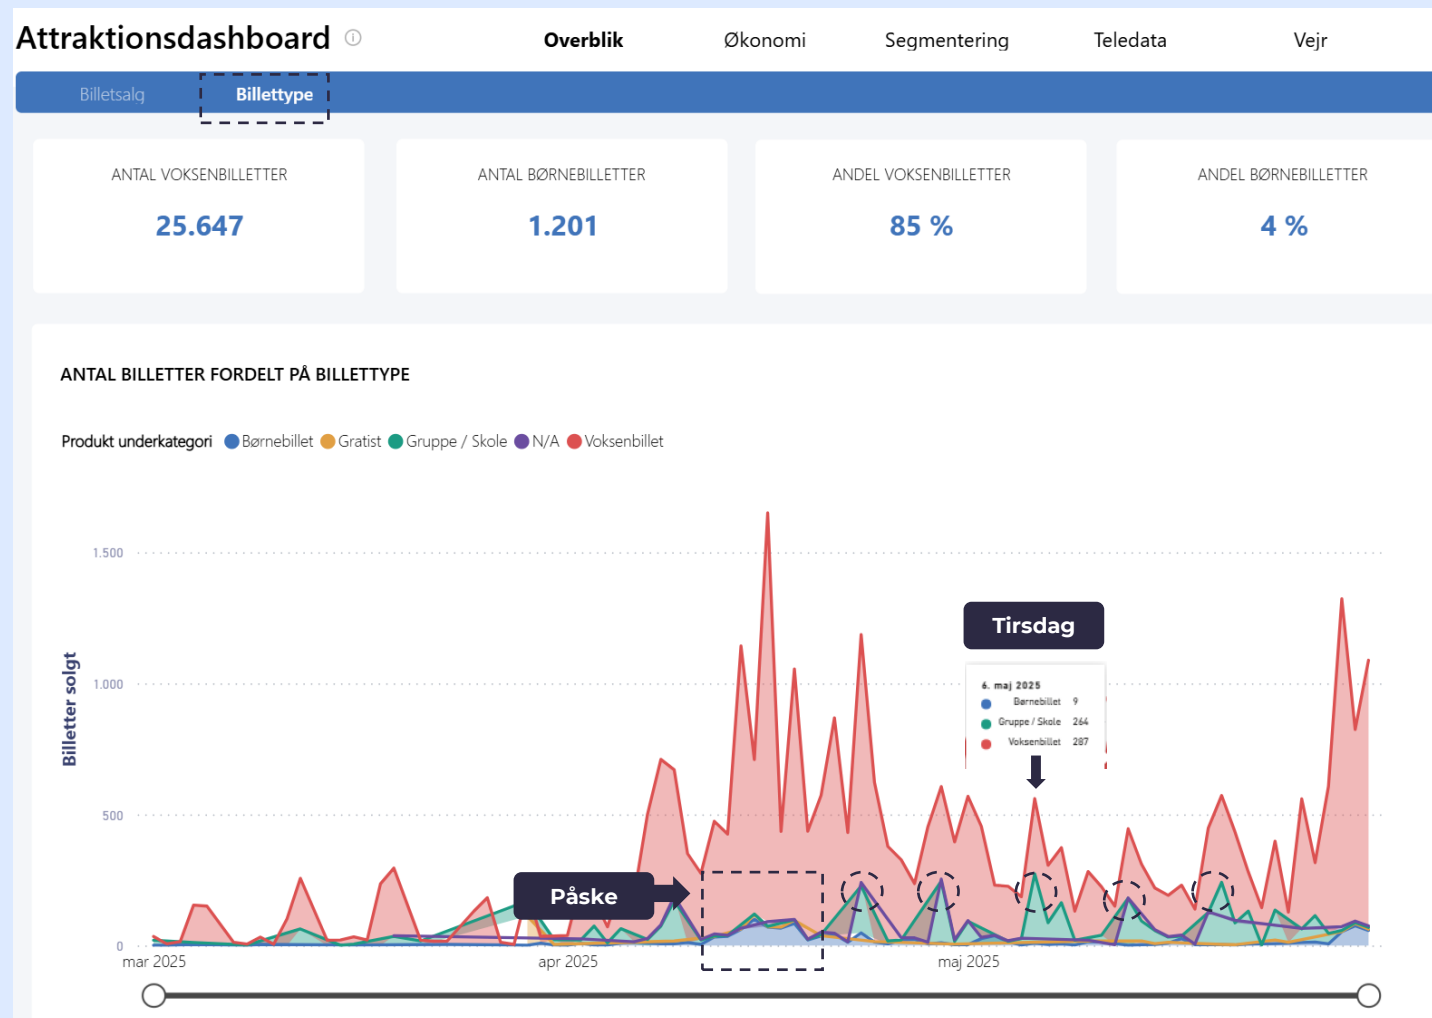 Attraktionsdashboard
Overblik Økonomi Segmentering Teledata Vejr
Billetsalg Billettype
ANTAL VOKSENBILLETTER
25.647
ANTAL BØRNEBILLETTER
1.201
ANDEL VOKSENBILLETTER
85 %
ANDEL BØRNEBILLETTER
4 %
ANTAL BILLETTER FORDELT PÅ BILLETTYPE
Produkt underkategori Børnebillet Gratist Gruppe / Skole N/A Voksenbillet
Billetter solgt
1.500
1.000
500
0
Tirsdag
6. maj 2025
Børnebillet 9
Gruppe / Skole 264
Voksenbillet 287
Påske
mar 2025 apr 2025 maj 2025